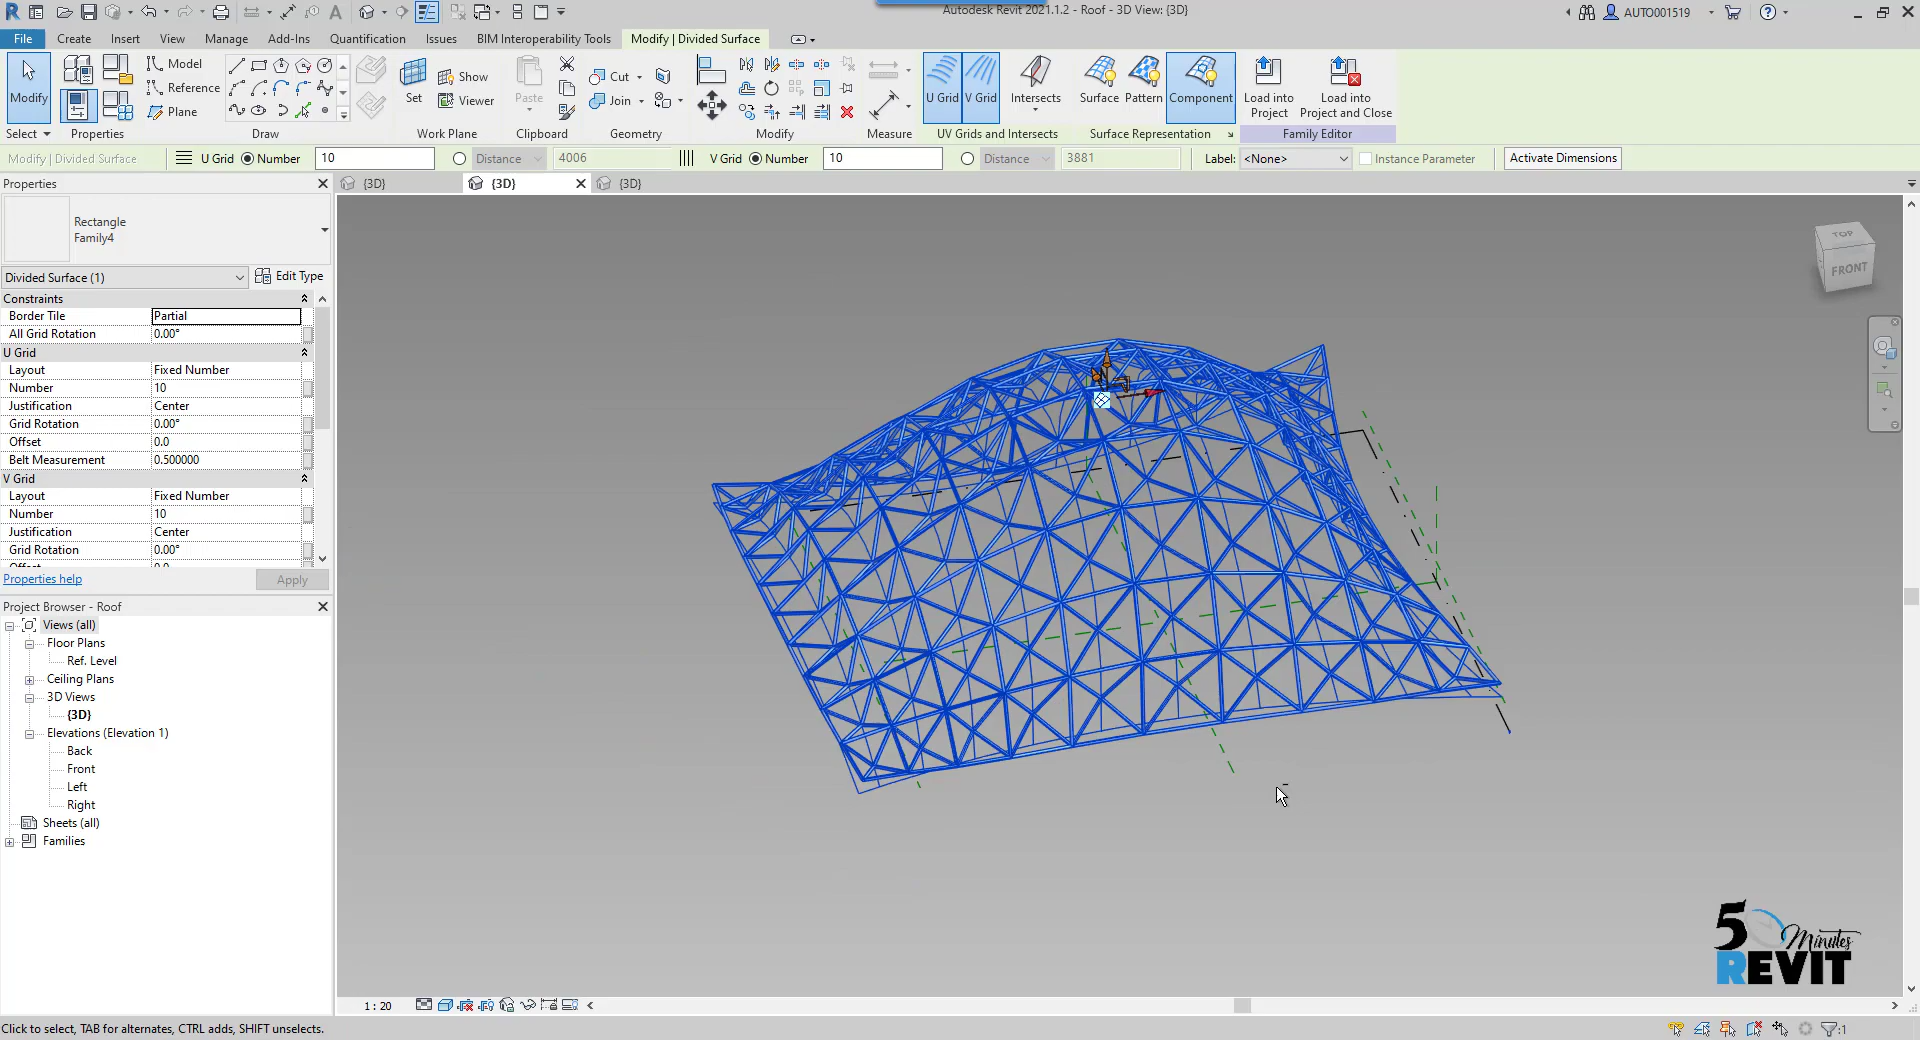 Autodesk Revit 2021.1.2 - Roof - 3D View: {3D}
AUTO001519
File
Create
Insert
View
Manage
Add-Ins
Quantification
Issues
BIM Interoperability Tools
Modify | Divided Surface
Modify
Model
Reference
Plane
Set
Show
Viewer
Paste
Cut
Join
U Grid
V Grid
Intersects
Surface
Pattern
Component
Load into
Project
Load into
Project and Close
Select
Properties
Draw
Work Plane
Clipboard
Geometry
Modify
Measure
UV Grids and Intersects
Surface Representation
Family Editor
Modify | Divided Surface
U Grid
Number
10
Distance
4006
V Grid
Number
10
Distance
3881
Label:
<None>
Instance Parameter
Activate Dimensions
Properties
{3D}
{3D}
{3D}
Rectangle
Family4
Divided Surface (1)
Edit Type
Constraints
Border Tile
Partial
All Grid Rotation
0.00°
U Grid
Layout
Fixed Number
Number
10
Justification
Center
Grid Rotation
0.00°
Offset
0.0
Belt Measurement
0.500000
V Grid
Layout
Fixed Number
Number
10
Justification
Center
Grid Rotation
0.00°
Properties help
Apply
TOP
FRONT
Project Browser - Roof
Views (all)
Floor Plans
Ref. Level
Ceiling Plans
3D Views
{3D}
Elevations (Elevation 1)
Back
Front
Left
Right
Sheets (all)
Families
5 Minutes
REVIT
1 : 20
Click to select, TAB for alternates, CTRL adds, SHIFT unselects.
:1